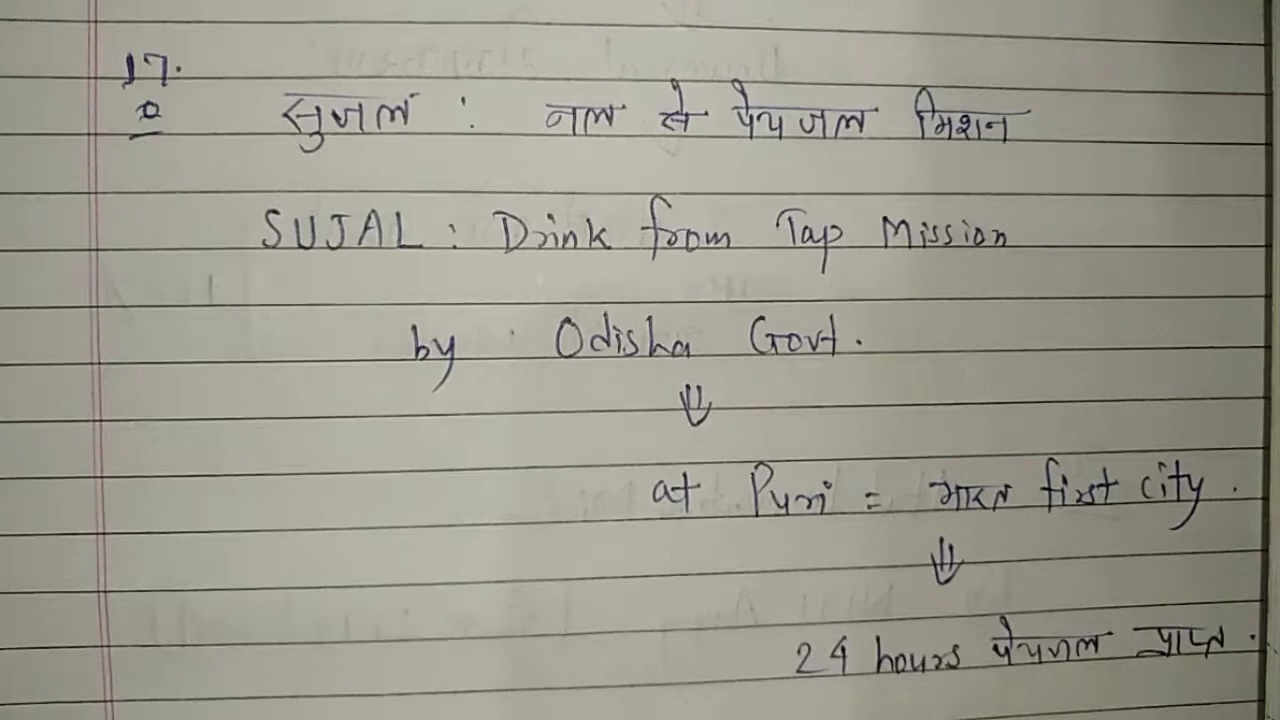 17.
सुजल : नल से पेयजल मिशन
SUJAL : Drink from Tap Mission
by Odisha Govt.
at Puri = भारत first city.
24 hours पेयजल प्राप्त.